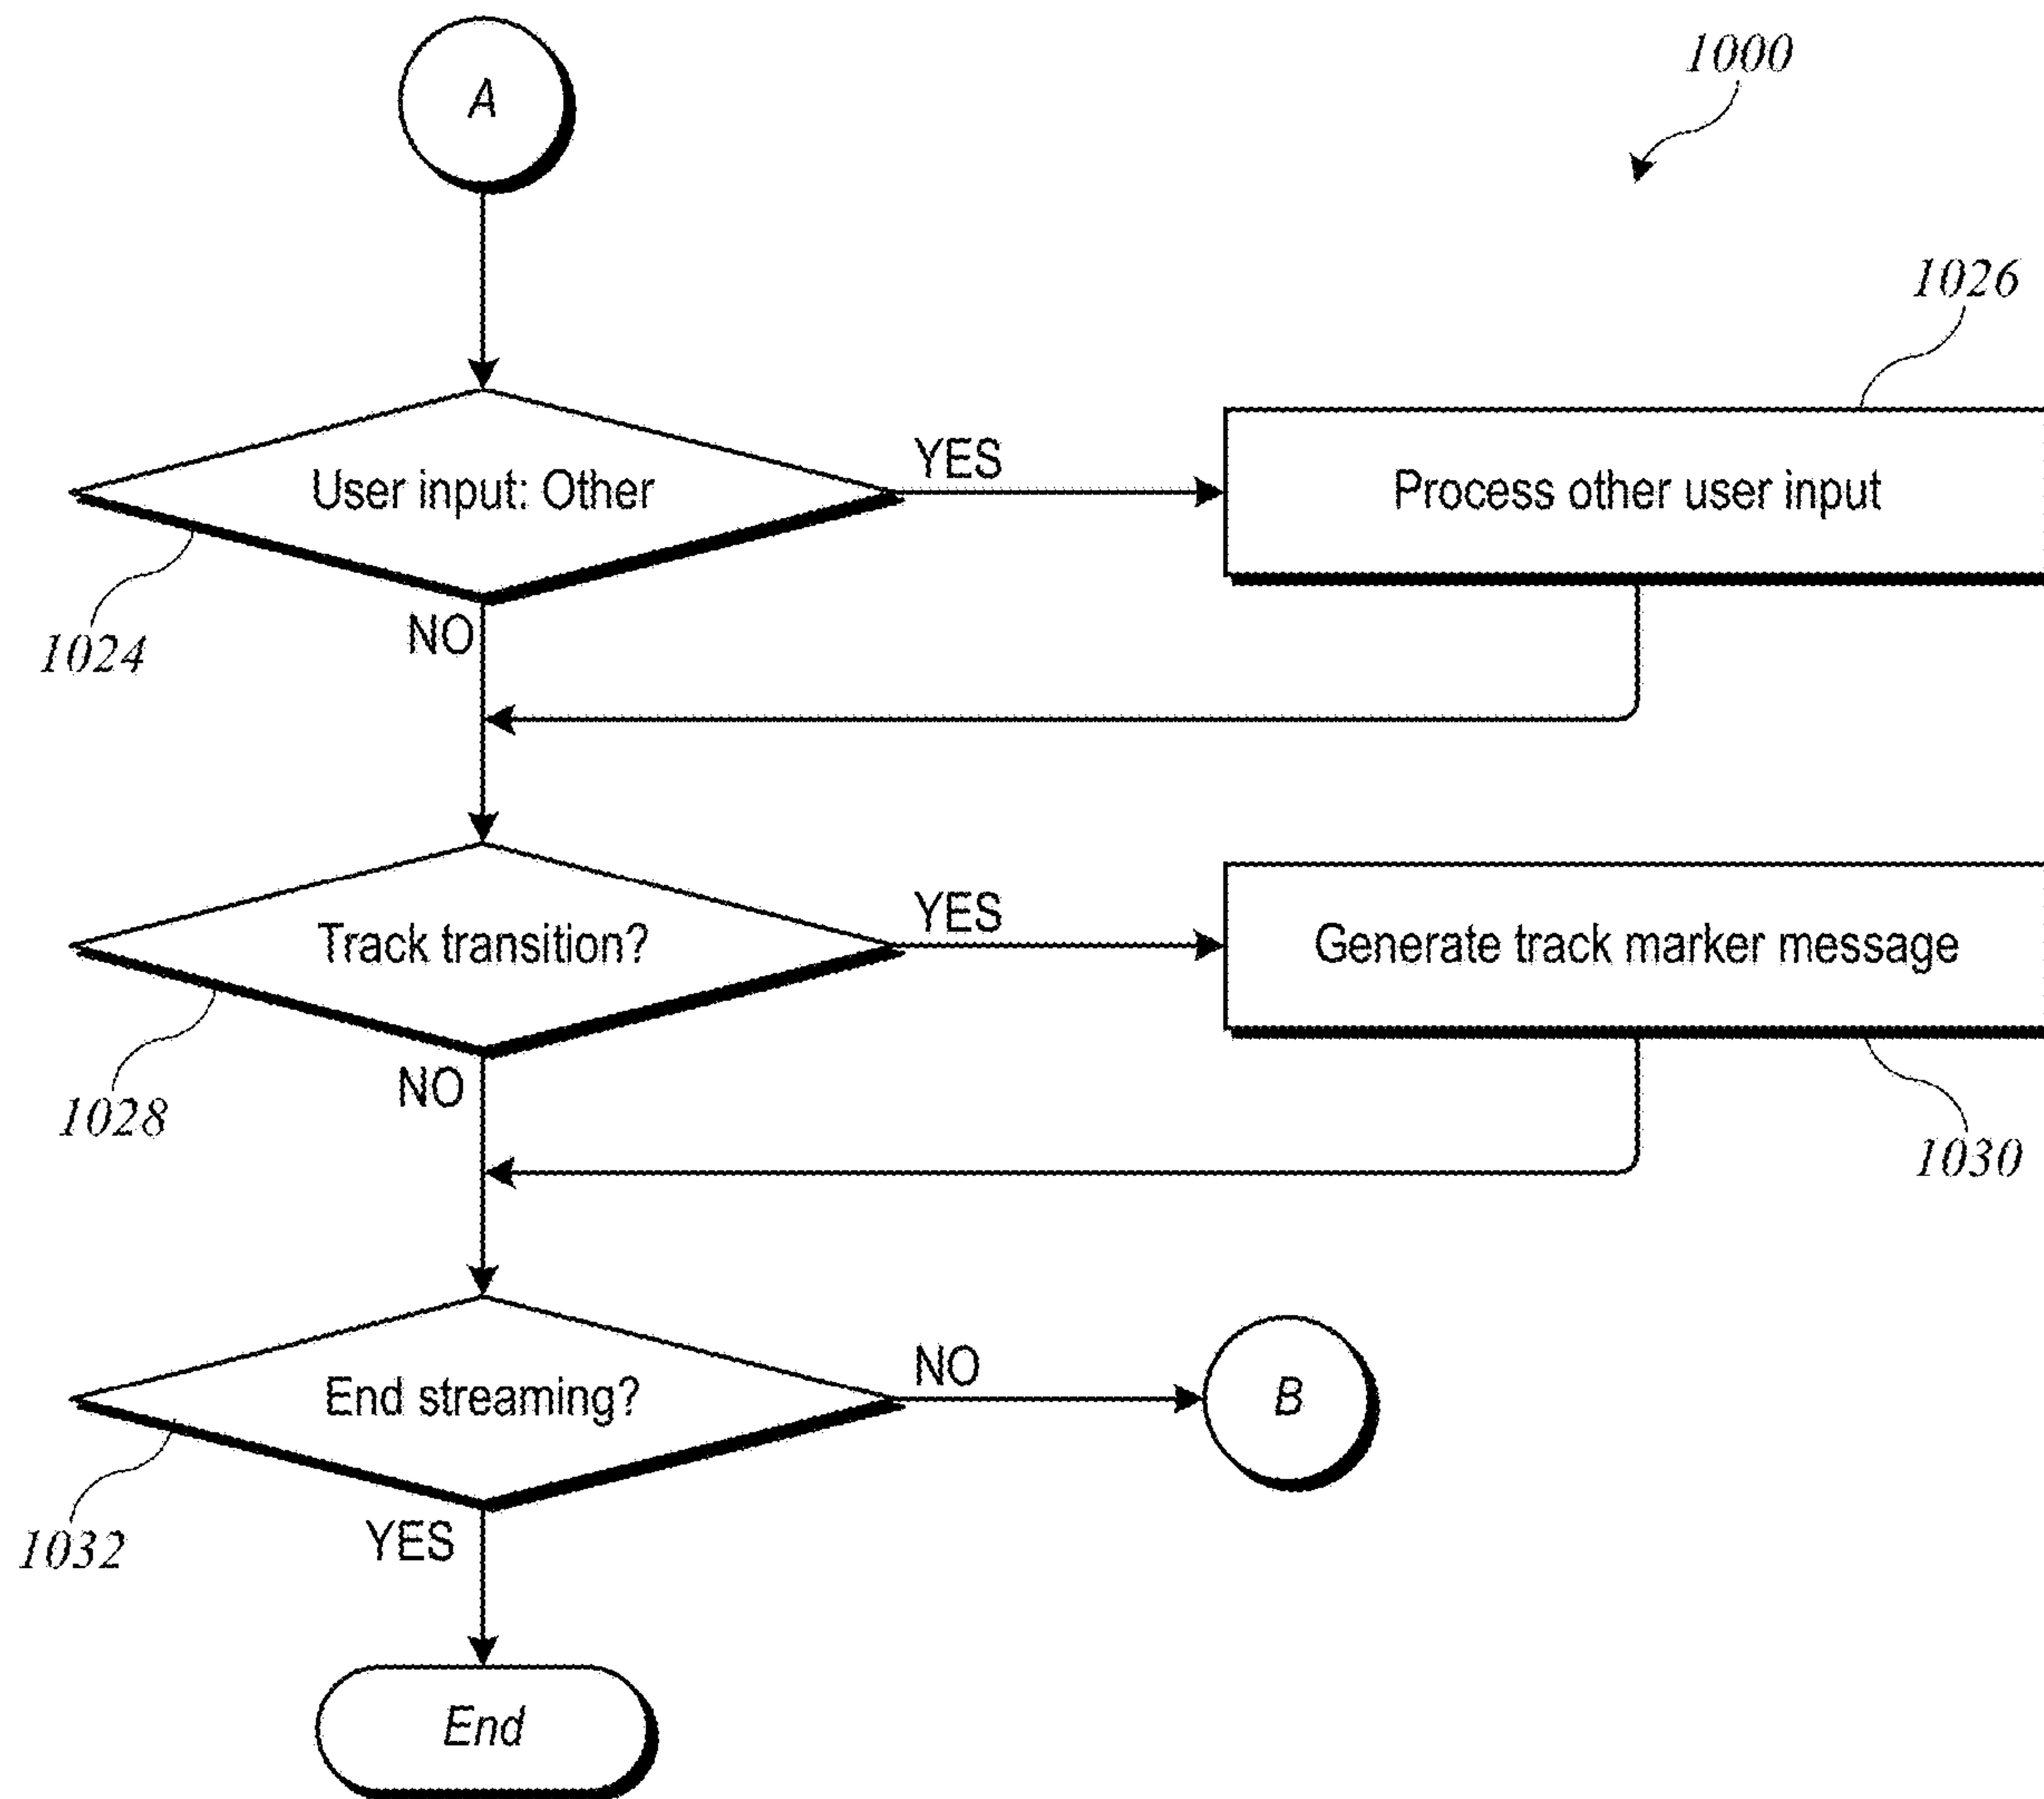 A
1000
1026
User input: Other
YES
Process other user input
1024
NO
Track transition?
YES
Generate track marker message
1028
NO
1030
End streaming?
NO
B
1032
YES
End